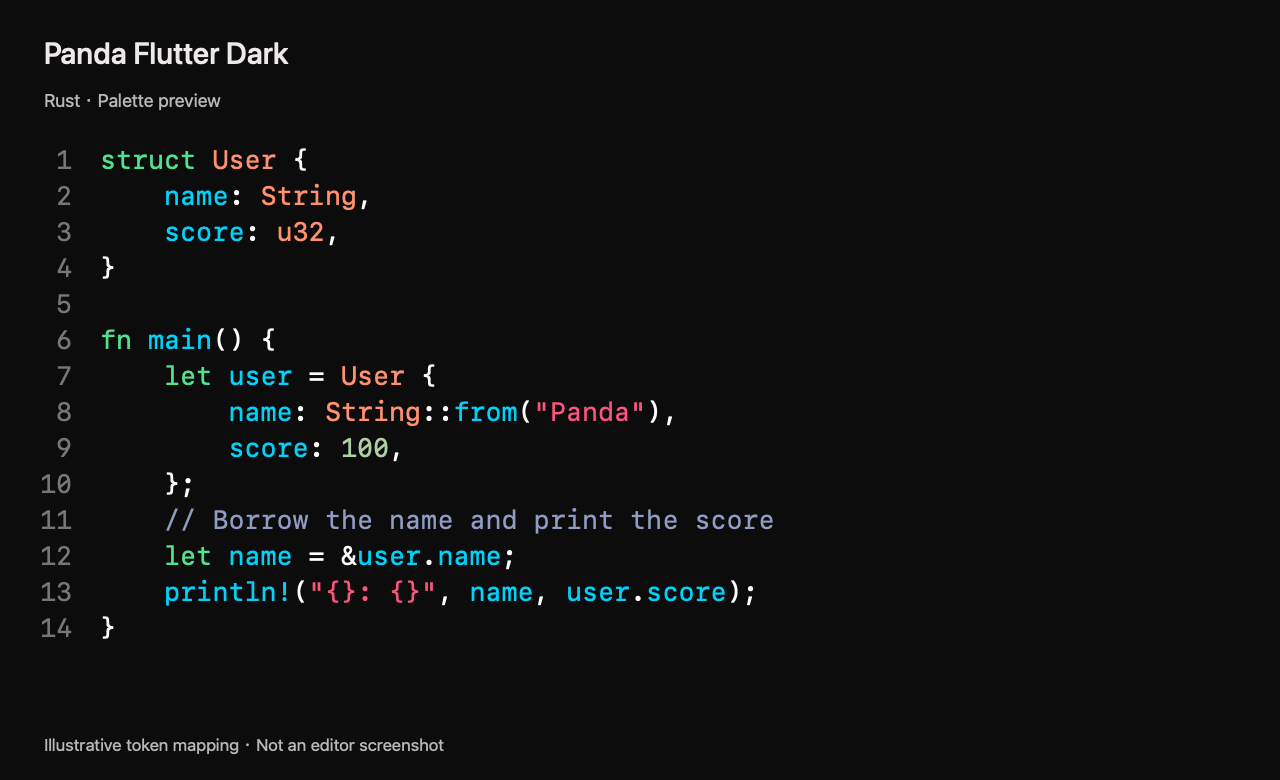 Panda Flutter Dark
Rust · Palette preview
1 struct User {
2     name: String,
3     score: u32,
4 }
5
6 fn main() {
7     let user = User {
8         name: String::from("Panda"),
9         score: 100,
10     };
11     // Borrow the name and print the score
12     let name = &user.name;
13     println!("{}: {}", name, user.score);
14 }
Illustrative token mapping · Not an editor screenshot